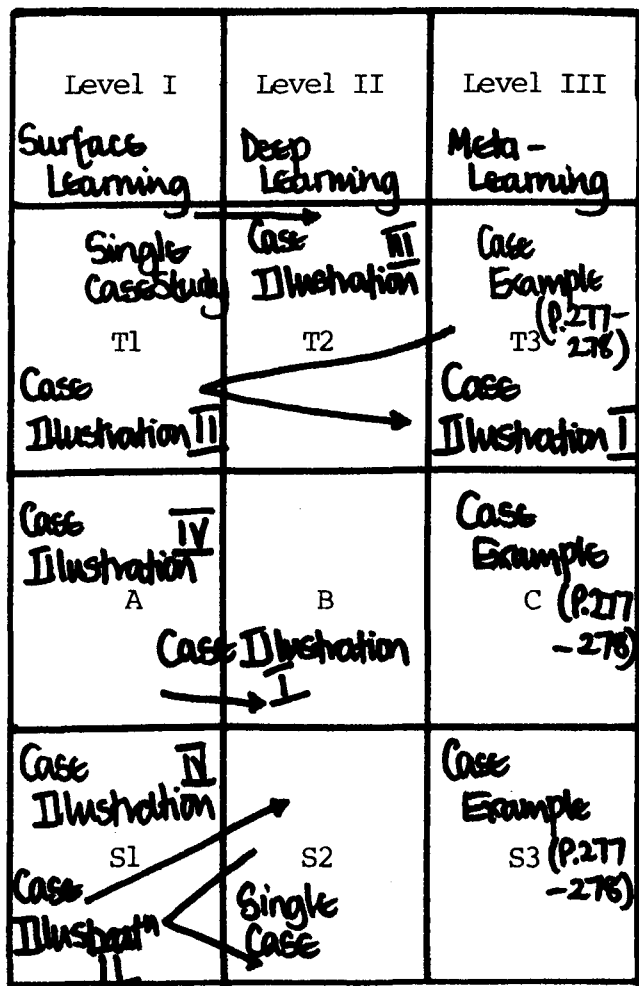 Level I
Surface
Learning
Level II
Deep
Learning
Level III
Meta-
Learning
Single
Case Study
T1
Case
Illustration II
Case III
Illustration
T2
Case
Example
(P.277-
278)
T3
Case
Illustration I
Case IV
Illustration
A
B
Case Illustration
I
Case
Example
C (P.277
-278)
Case IV
Illustration
S1
Case
Illustratn
II
S2
Single
Case
Case
Example
S3 (P.277
-278)